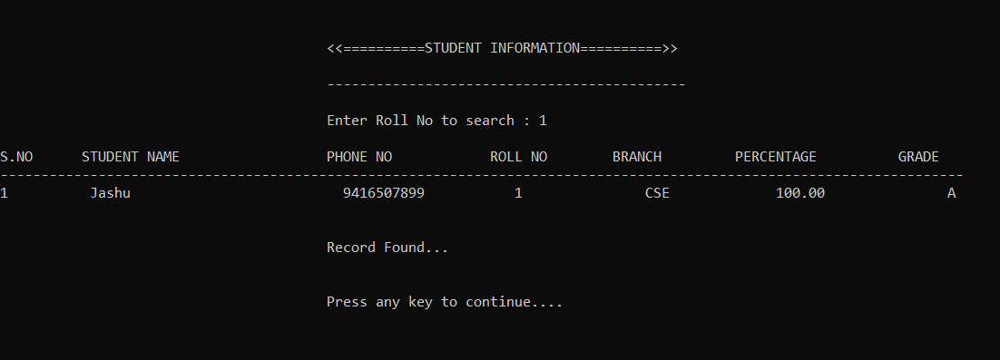 <<==========STUDENT INFORMATION==========>>
--------------------------------------------
Enter Roll No to search : 1
S.NO      STUDENT NAME                  PHONE NO            ROLL NO        BRANCH         PERCENTAGE          GRADE
----------------------------------------------------------------------------------------------------------------------
1          Jashu                          9416507899           1               CSE             100.00               A
Record Found...
Press any key to continue....